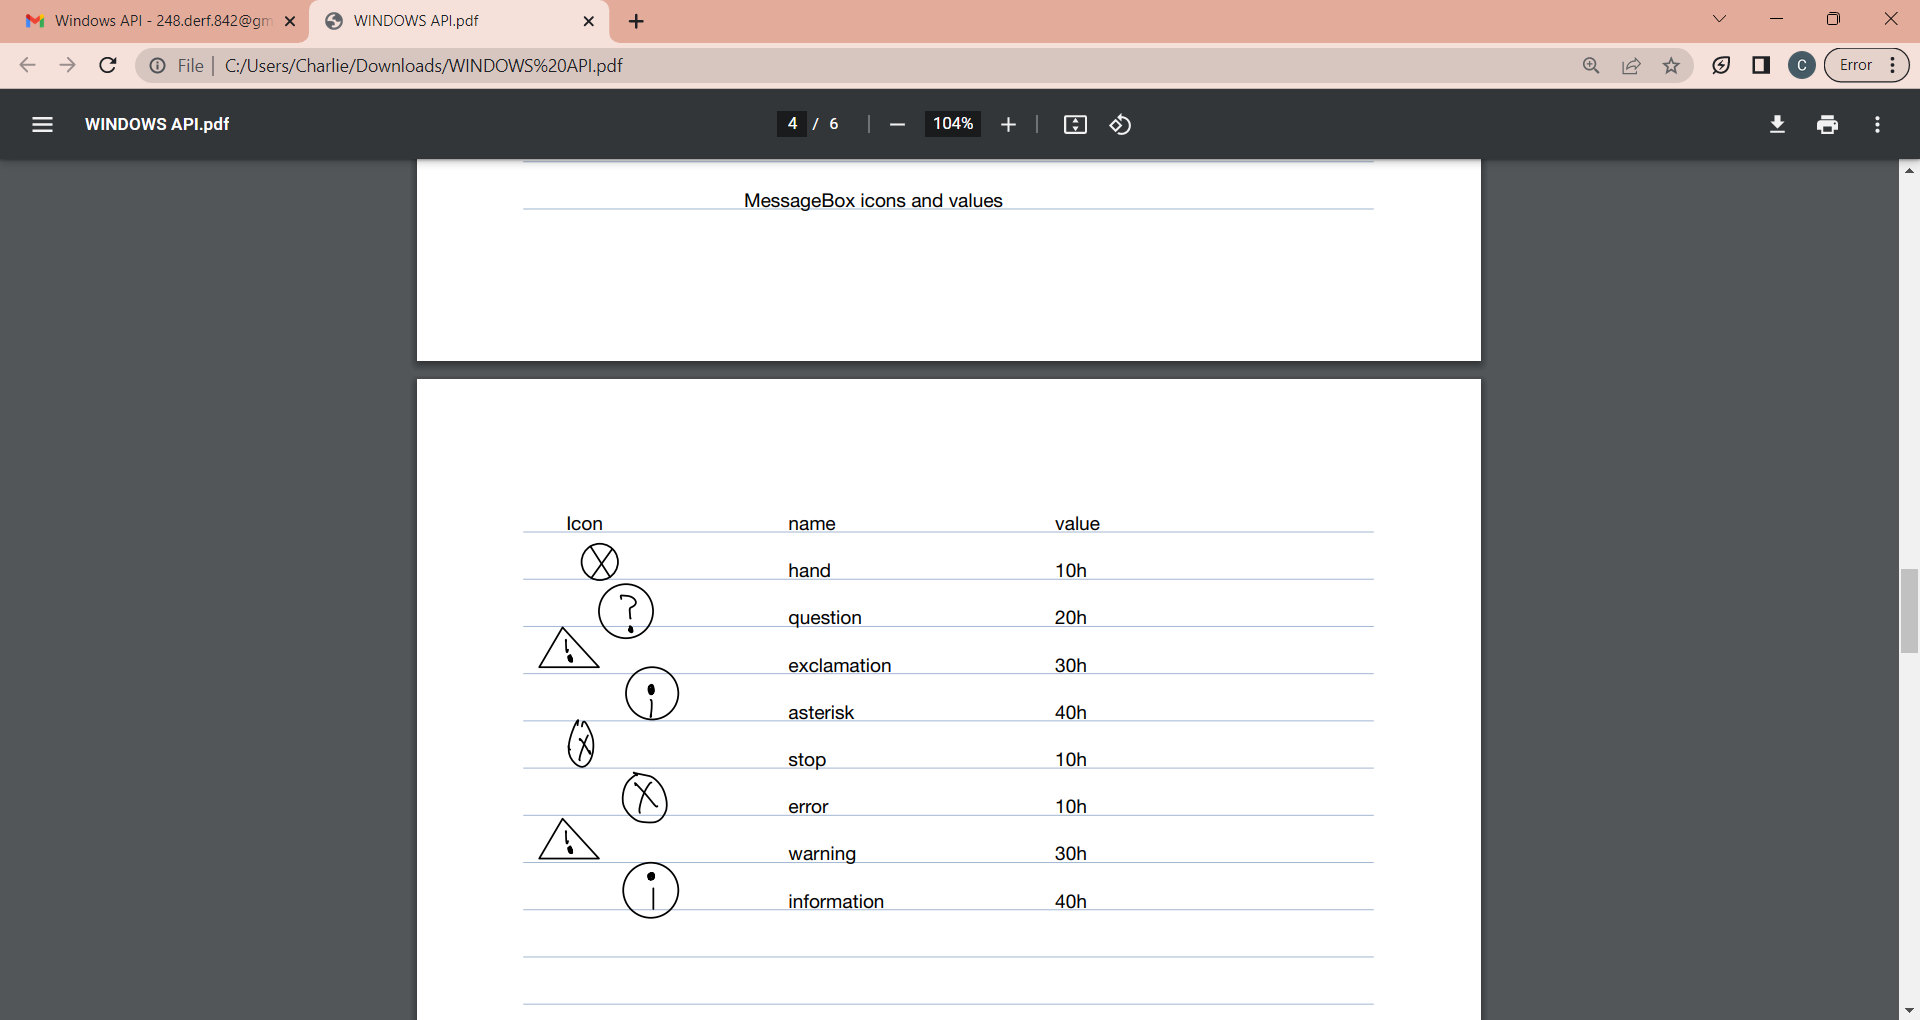 Windows API - 248.derf.842@gm
WINDOWS API.pdf
File
C:/Users/Charlie/Downloads/WINDOWS%20API.pdf
C
Error
WINDOWS API.pdf
4 / 6
104%
MessageBox icons and values
Icon name value
X hand 10h
? question 20h
! exclamation 30h
i asterisk 40h
X stop 10h
X error 10h
! warning 30h
i information 40h